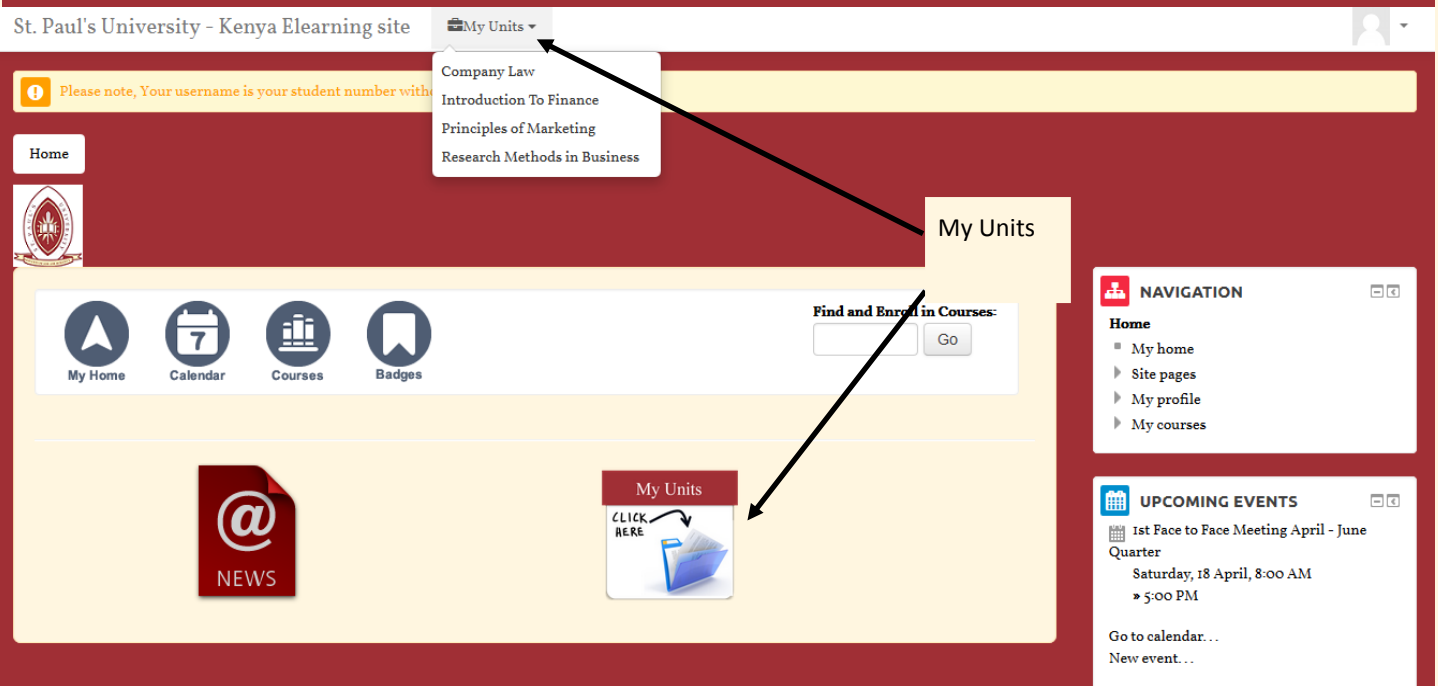 St. Paul's University - Kenya Elearning site
My Units
Company Law
Introduction To Finance
Principles of Marketing
Research Methods in Business
Please note, Your username is your student number
Home
My Units
Find and Enroll in Courses:
Go
7
My Home
Calendar
Courses
Badges
@
NEWS
My Units
CLICK
HERE
NAVIGATION
Home
My home
Site pages
My profile
My courses
UPCOMING EVENTS
1st Face to Face Meeting April - June
Quarter
Saturday, 18 April, 8:00 AM
» 5:00 PM
Go to calendar...
New event...